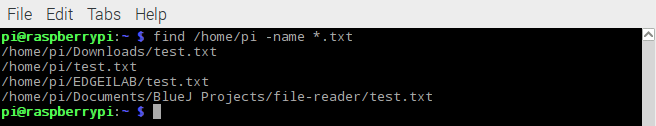 File Edit Tabs Help
pi@raspberrypi:~ $ find /home/pi -name *.txt
/home/pi/Downloads/test.txt
/home/pi/test.txt
/home/pi/EDGEILAB/test.txt
/home/pi/Documents/BlueJ Projects/file-reader/test.txt
pi@raspberrypi:~ $